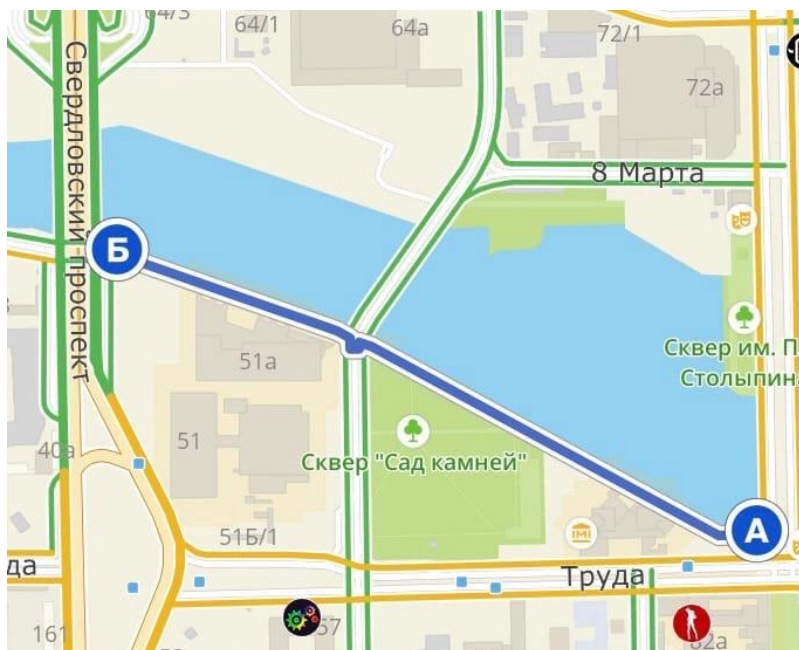 64/3
64/1
64а
72/1
72а
Свердловский проспект
8 Марта
Б
51а
Сквер им. П
Столыпина
51
40а
Сквер "Сад камней"
51Б/1
А
да
Труда
161
57
82а